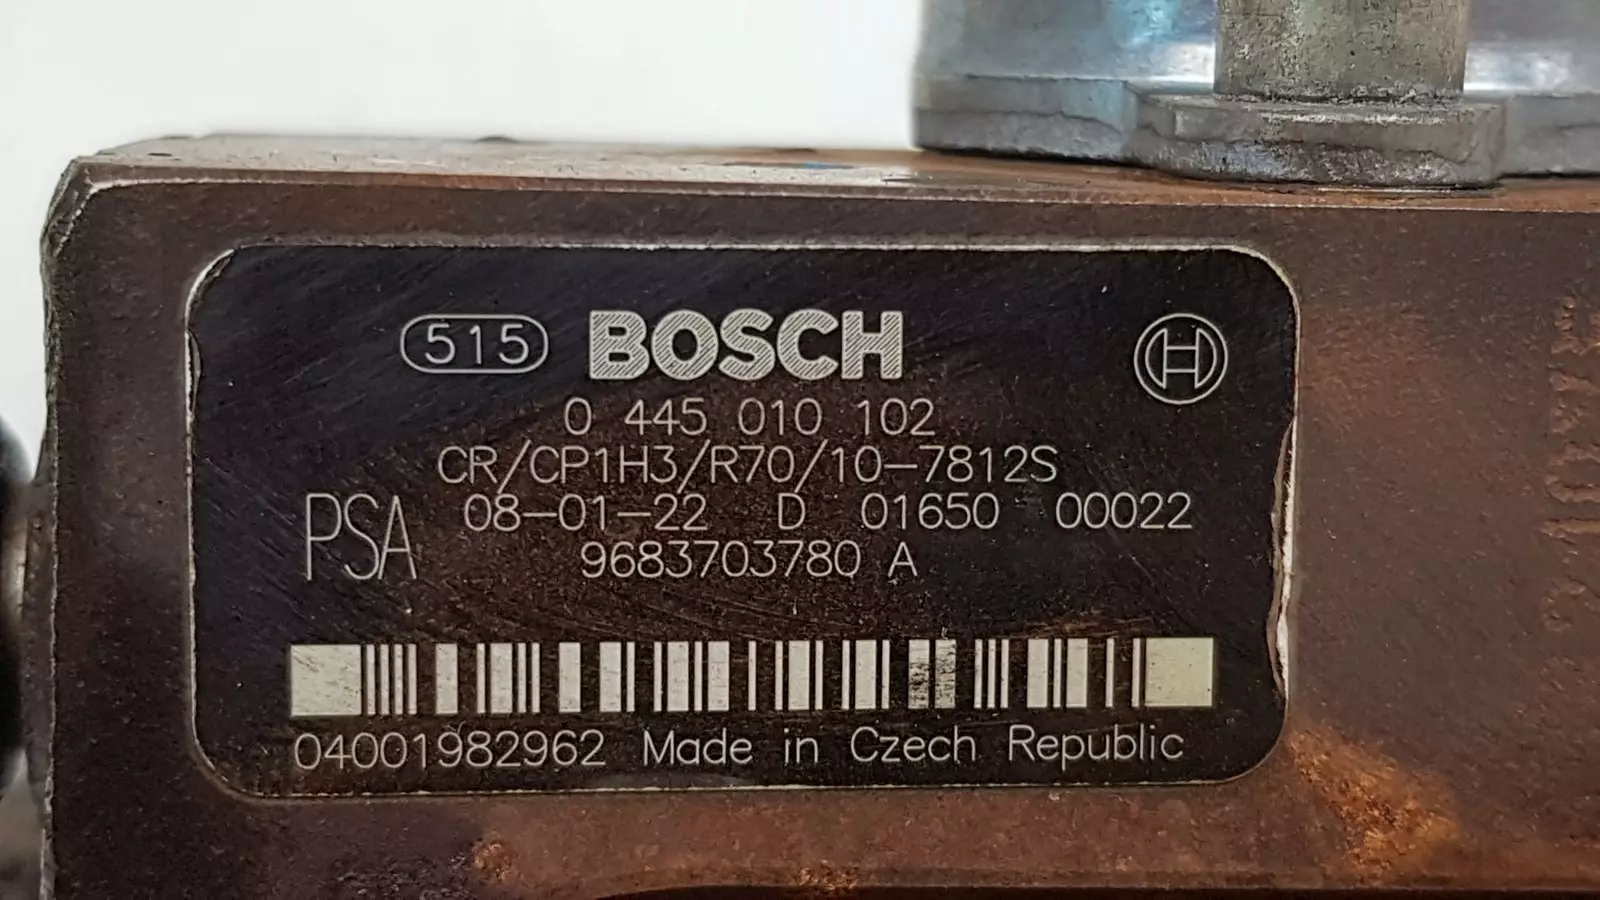 515 BOSCH
0 445 010 102
CR/CP1H3/R70/10-7812S
PSA 08-01-22 D 01650 00022
9683703780 A
04001982962 Made in Czech Republic